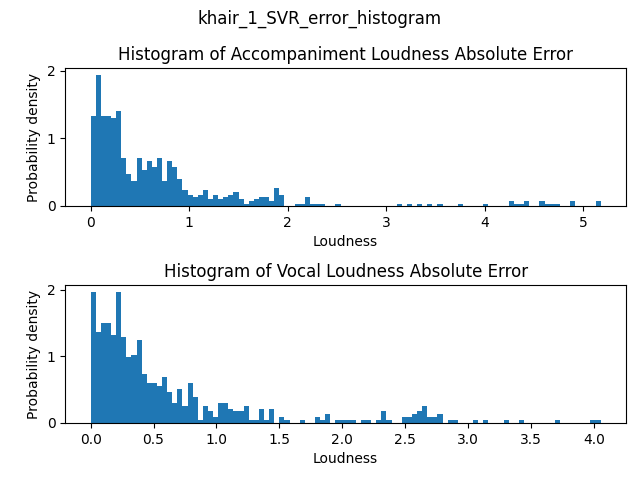 khair_1_SVR_error_histogram
Histogram of Accompaniment Loudness Absolute Error
Probability density
2
1
0
0 1 2 3 4 5
Loudness
Histogram of Vocal Loudness Absolute Error
Probability density
2
1
0
0.0 0.5 1.0 1.5 2.0 2.5 3.0 3.5 4.0
Loudness